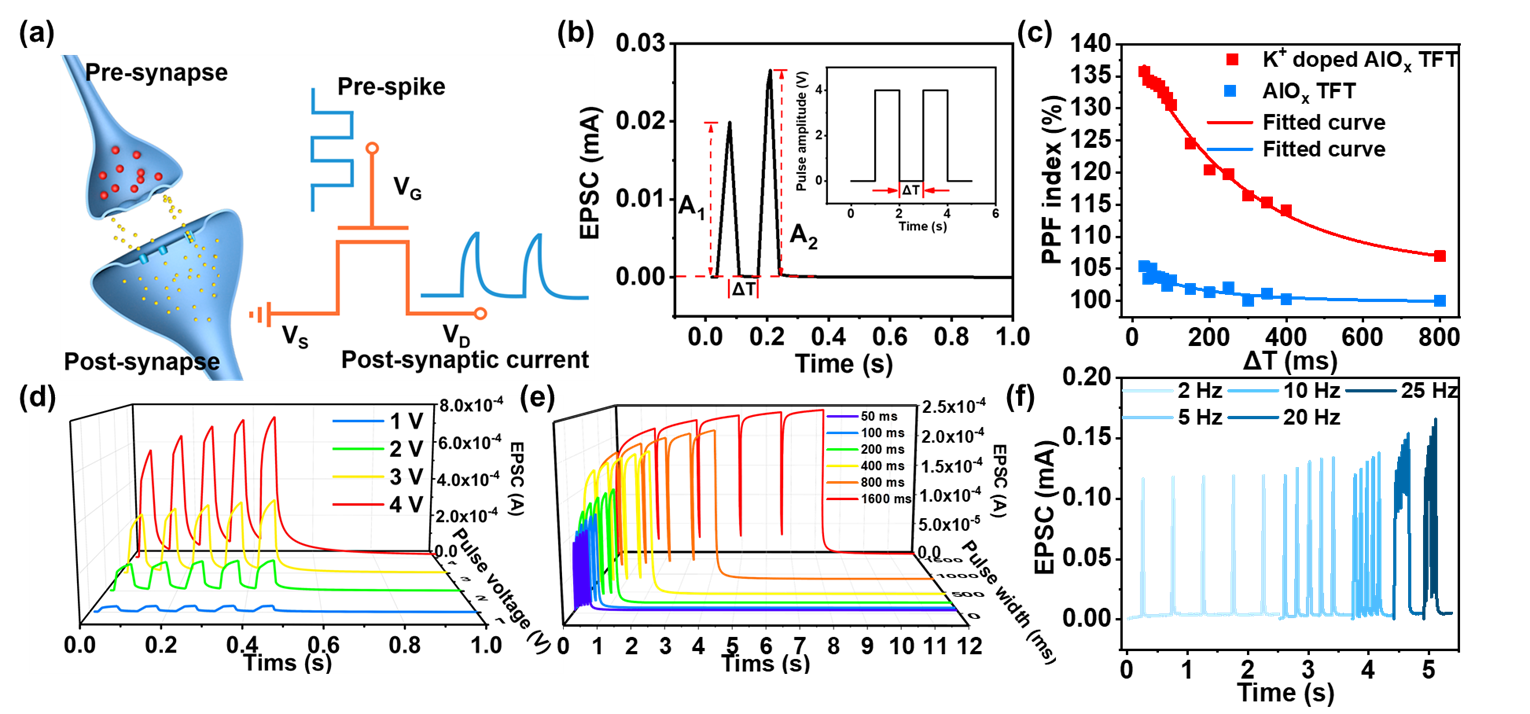 (a)
Pre-synapse
Pre-spike
V_G
V_S
V_D
Post-synapse
Post-synaptic current
(b)
EPSC (mA)
0.03
0.02
0.01
0.00
A_1
A_2
ΔT
0.0 0.2 0.4 0.6 0.8 1.0
Time (s)
Pulse amplitude (V)
4
2
0
ΔT
0 2 4 6
Time (s)
(c)
PPF index (%)
140
135
130
125
120
115
110
105
100
K⁺ doped AlOₓ TFT
AlOₓ TFT
Fitted curve
Fitted curve
0 200 400 600 800
ΔT (ms)
(d)
1 V
2 V
3 V
4 V
8.0x10⁻⁴
6.0x10⁻⁴
4.0x10⁻⁴
2.0x10⁻⁴
0.0
EPSC (A)
Pulse voltage (V)
0.0 0.2 0.4 0.6 0.8 1.0
Tims (s)
(e)
50 ms
100 ms
200 ms
400 ms
800 ms
1600 ms
2.5x10⁻⁴
2.0x10⁻⁴
1.5x10⁻⁴
1.0x10⁻⁴
5.0x10⁻⁵
0.0
EPSC (A)
1500
1000
500
0
Pulse width (ms)
0 1 2 3 4 5 6 7 8 9 10 11 12
Tims (s)
(f)
EPSC (mA)
0.20
0.15
0.10
0.05
0.00
2 Hz 10 Hz 25 Hz
5 Hz 20 Hz
0 1 2 3 4 5
Time (s)